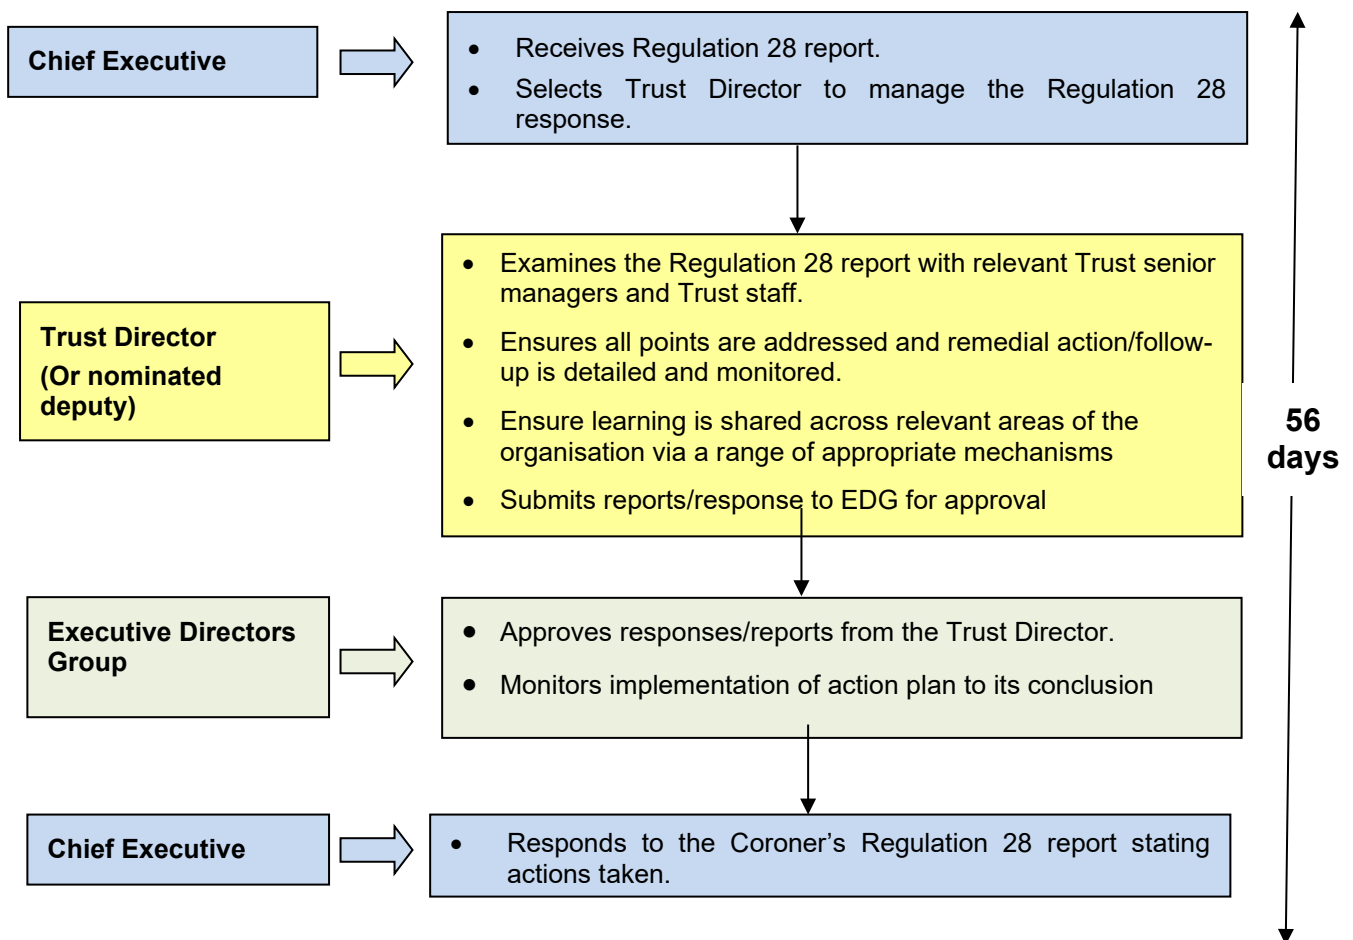 Chief Executive
• Receives Regulation 28 report.
• Selects Trust Director to manage the Regulation 28
response.
Trust Director
(Or nominated
deputy)
• Examines the Regulation 28 report with relevant Trust senior
managers and Trust staff.
• Ensures all points are addressed and remedial action/follow-
up is detailed and monitored.
• Ensure learning is shared across relevant areas of the
organisation via a range of appropriate mechanisms
• Submits reports/response to EDG for approval
56
days
Executive Directors
Group
• Approves responses/reports from the Trust Director.
• Monitors implementation of action plan to its conclusion
Chief Executive
• Responds to the Coroner’s Regulation 28 report stating
actions taken.